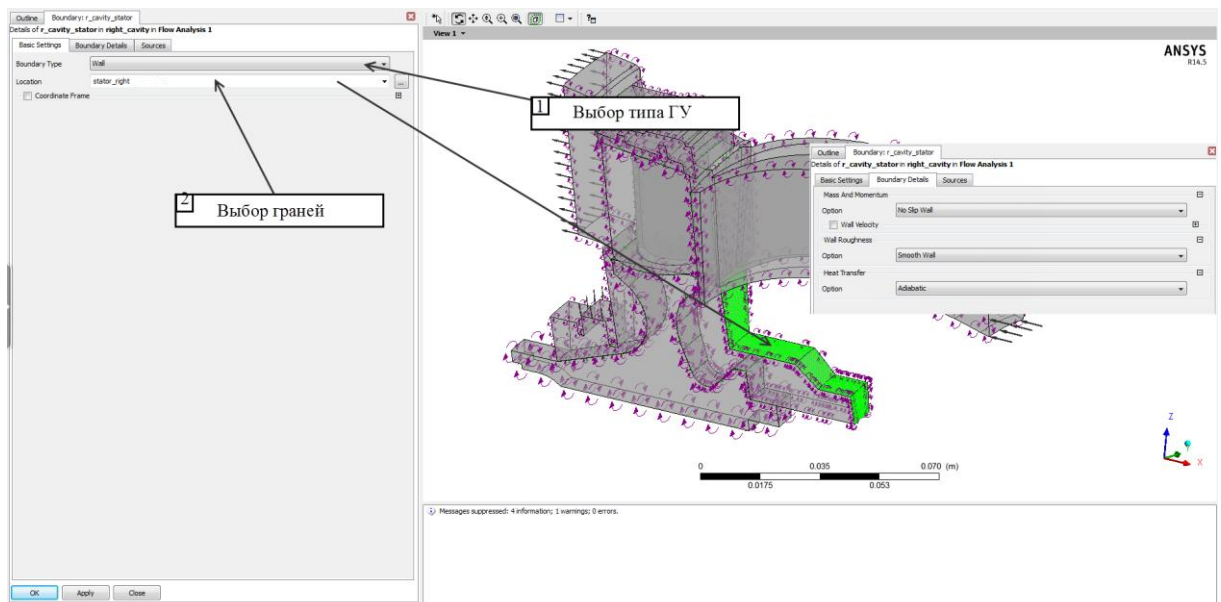 Outline Boundary: r_cavity_stator
Details of r_cavity_stator in right_cavity in Flow Analysis 1
Basic Settings Boundary Details Sources
Boundary Type Wall
Location stator_right ...
Coordinate Frame
1 Выбор типа ГУ
2 Выбор граней
OK Apply Close
View 1
ANSYS
R14.5
Outline Boundary: r_cavity_stator
Details of r_cavity_stator in right_cavity in Flow Analysis 1
Basic Settings Boundary Details Sources
Mass And Momentum
Option No Slip Wall
Wall Velocity
Wall Roughness
Option Smooth Wall
Heat Transfer
Option Adiabatic
Z
X
0 0.035 0.070 (m)
0.0175 0.053
Messages suppressed: 4 information; 1 warnings; 0 errors.